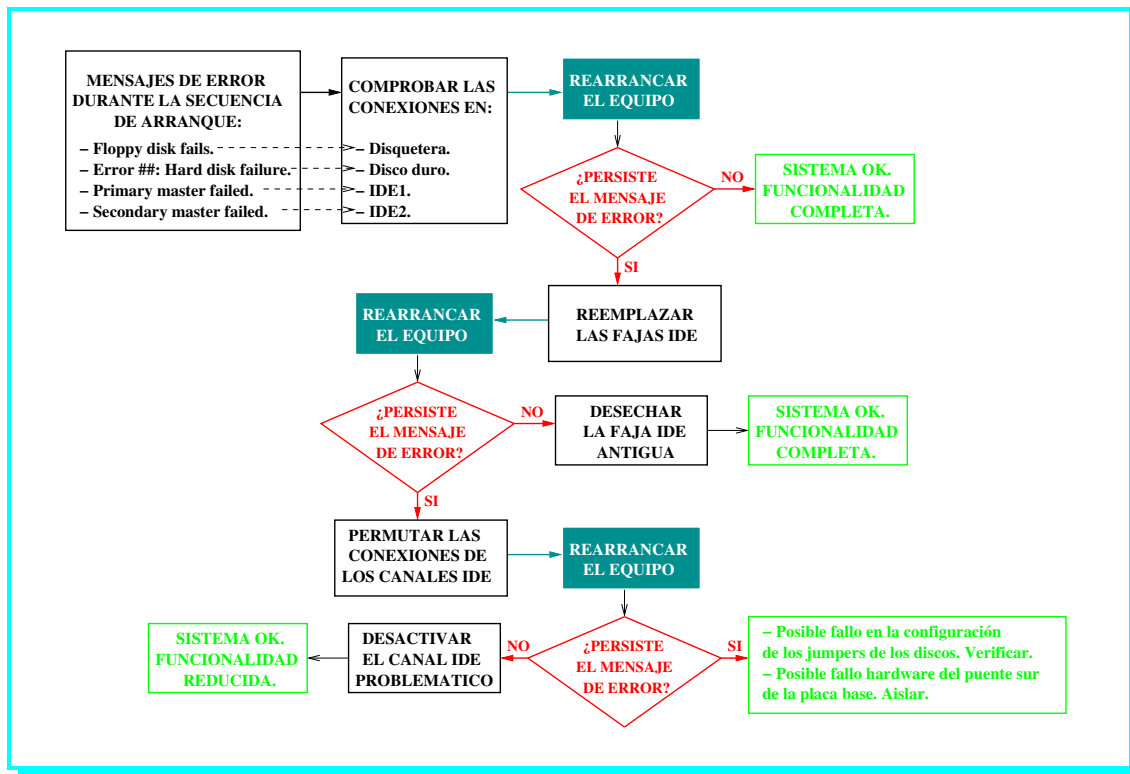 MENSAJES DE ERROR
DURANTE LA SECUENCIA
DE ARRANQUE:
– Floppy disk fails.
– Error ##: Hard disk failure.
– Primary master failed.
– Secondary master failed.
COMPROBAR LAS
CONEXIONES EN:
– Disquetera.
– Disco duro.
– IDE1.
– IDE2.
REARRANCAR
EL EQUIPO
¿PERSISTE
EL MENSAJE
DE ERROR?
NO
SISTEMA OK.
FUNCIONALIDAD
COMPLETA.
SI
REEMPLAZAR
LAS FAJAS IDE
REARRANCAR
EL EQUIPO
¿PERSISTE
EL MENSAJE
DE ERROR?
NO
DESECHAR
LA FAJA IDE
ANTIGUA
SISTEMA OK.
FUNCIONALIDAD
COMPLETA.
SI
PERMUTAR LAS
CONEXIONES DE
LOS CANALES IDE
REARRANCAR
EL EQUIPO
¿PERSISTE
EL MENSAJE
DE ERROR?
NO
DESACTIVAR
EL CANAL IDE
PROBLEMATICO
SISTEMA OK.
FUNCIONALIDAD
REDUCIDA.
SI
– Posible fallo en la configuración
de los jumpers de los discos. Verificar.
– Posible fallo hardware del puente sur
de la placa base. Aislar.